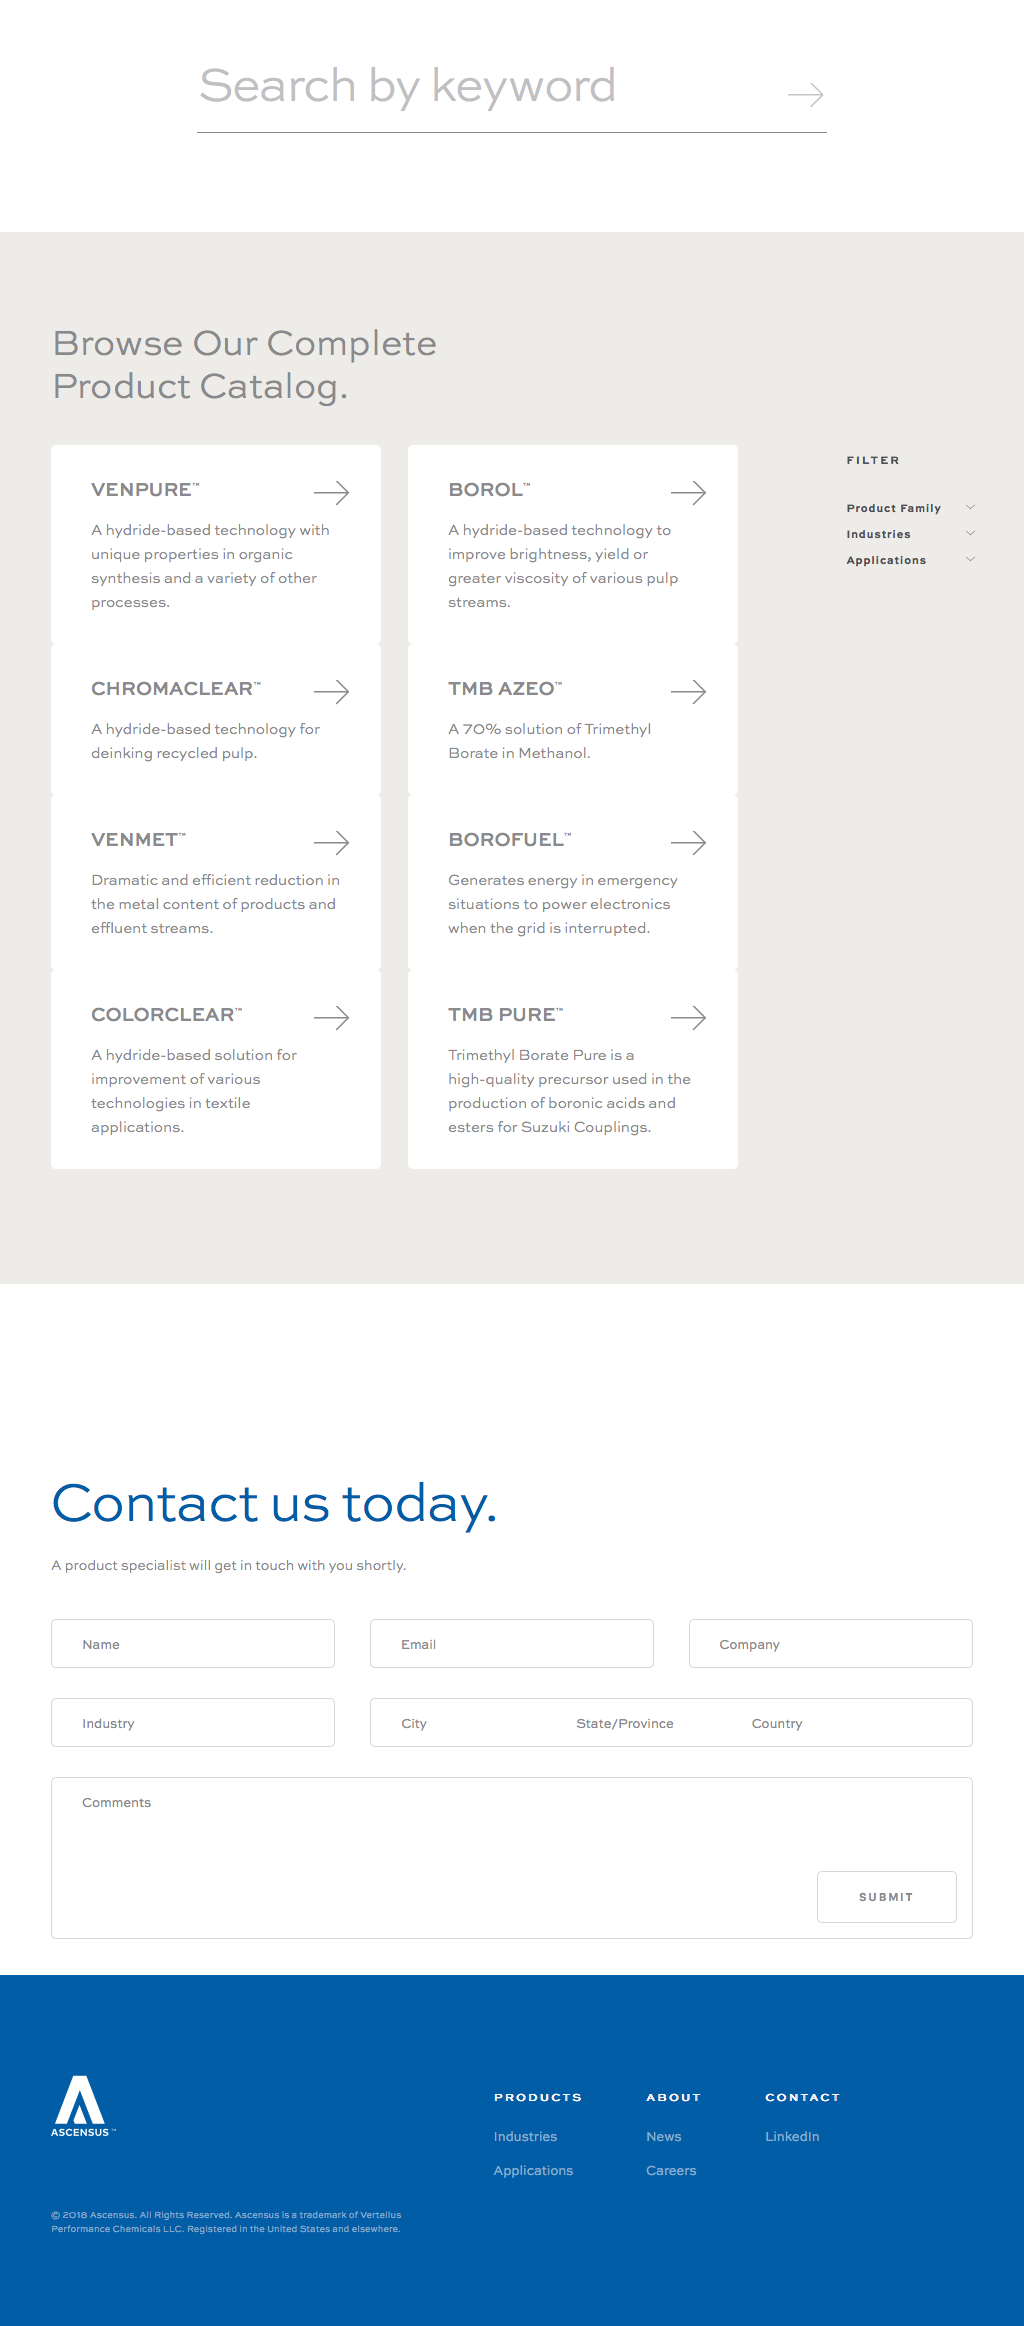 Search by keyword
Browse Our Complete
Product Catalog.
VENPURE™
A hydride-based technology with
unique properties in organic
synthesis and a variety of other
processes.
BOROL™
A hydride-based technology to
improve brightness, yield or
greater viscosity of various pulp
streams.
FILTER
Product Family
Industries
Applications
CHROMACLEAR™
A hydride-based technology for
deinking recycled pulp.
TMB AZEO™
A 70% solution of Trimethyl
Borate in Methanol.
VENMET™
Dramatic and efficient reduction in
the metal content of products and
effluent streams.
BOROFUEL™
Generates energy in emergency
situations to power electronics
when the grid is interrupted.
COLORCLEAR™
A hydride-based solution for
improvement of various
technologies in textile
applications.
TMB PURE™
Trimethyl Borate Pure is a
high-quality precursor used in the
production of boronic acids and
esters for Suzuki Couplings.
Contact us today.
A product specialist will get in touch with you shortly.
Name
Email
Company
Industry
City
State/Province
Country
Comments
SUBMIT
ASCENSUS™
PRODUCTS
Industries
Applications
ABOUT
News
Careers
CONTACT
LinkedIn
© 2018 Ascensus. All Rights Reserved. Ascensus is a trademark of Vertellus
Performance Chemicals LLC. Registered in the United States and elsewhere.